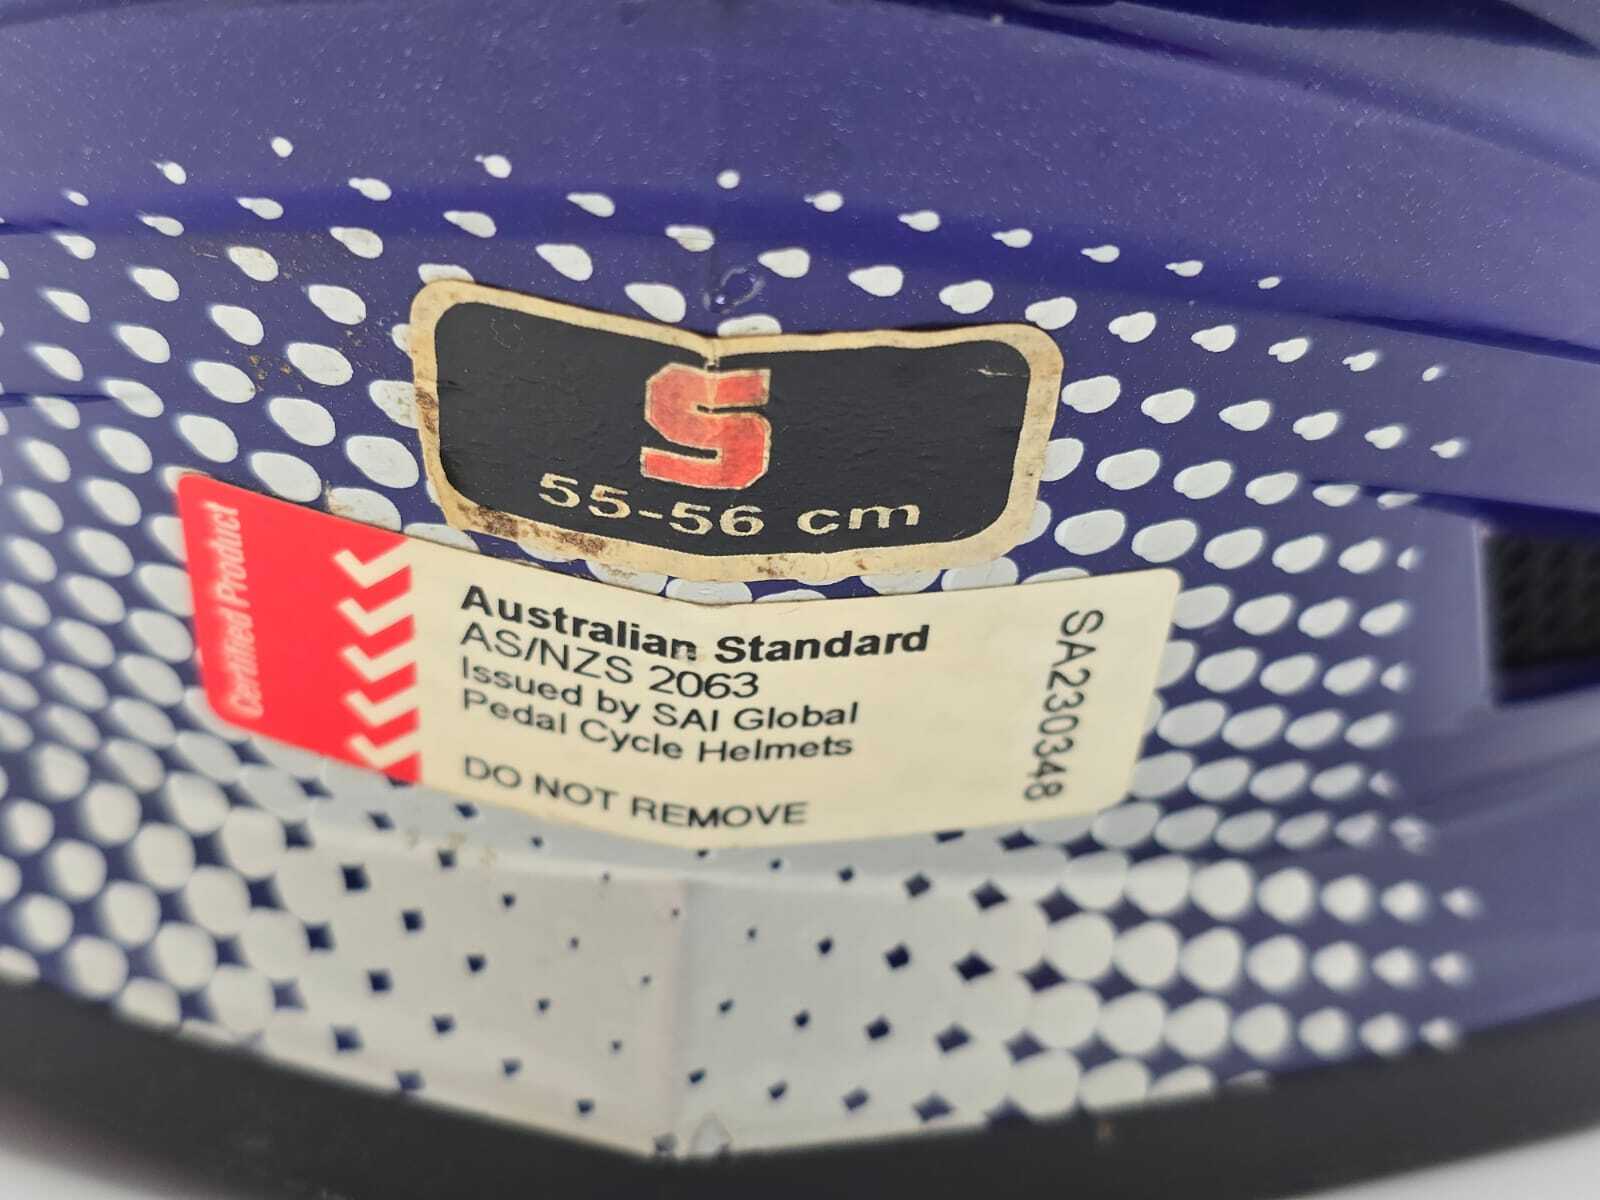 S
55-56 cm
Certified Product
Australian Standard
AS/NZS 2063
Issued by SAI Global
Pedal Cycle Helmets
DO NOT REMOVE
SA230348